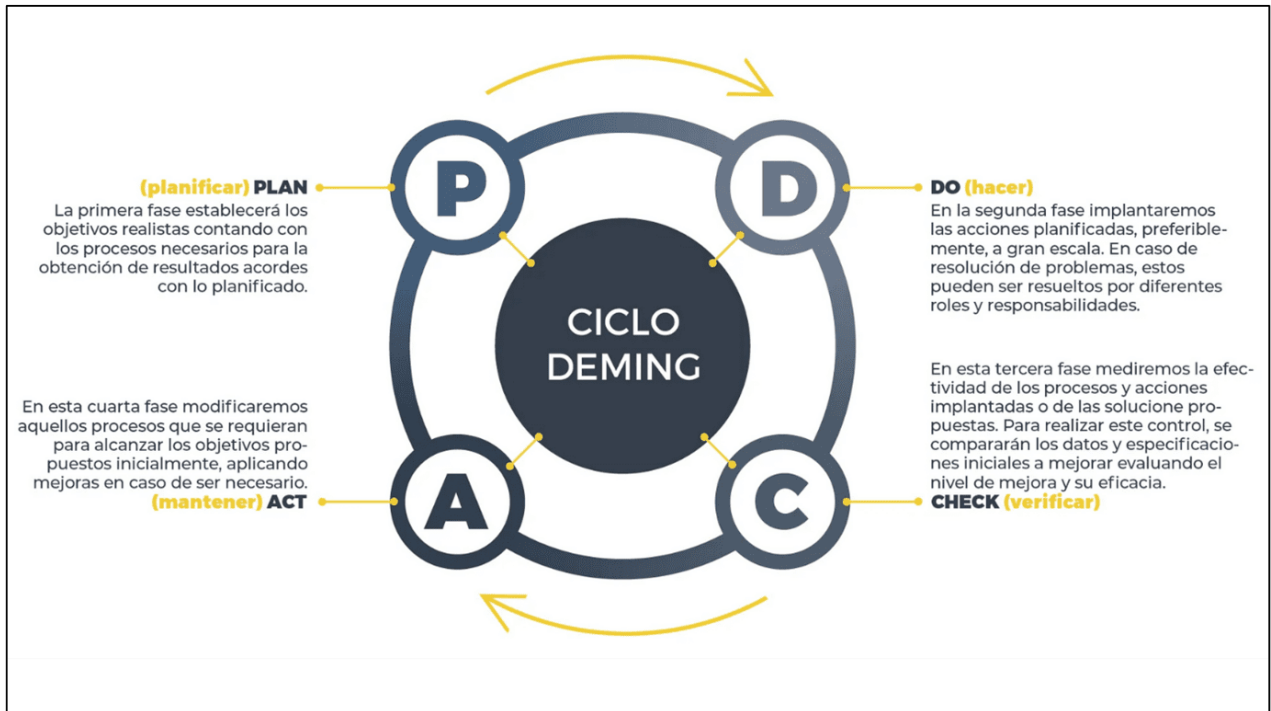 P
(planificar) PLAN
La primera fase establecerá los
objetivos realistas contando con
los procesos necesarios para la
obtención de resultados acordes
con lo planificado.
D
DO (hacer)
En la segunda fase implantaremos
las acciones planificadas, preferible-
mente, a gran escala. En caso de
resolución de problemas, estos
pueden ser resueltos por diferentes
roles y responsabilidades.
CICLO
DEMING
En esta tercera fase mediremos la efec-
tividad de los procesos y acciones
implantadas o de las solucione pro-
puestas. Para realizar este control, se
compararán los datos y especificacio-
nes iniciales a mejorar evaluando el
nivel de mejora y su eficacia.
CHECK (verificar)
C
En esta cuarta fase modificaremos
aquellos procesos que se requieran
para alcanzar los objetivos pro-
puestos inicialmente, aplicando
mejoras en caso de ser necesario.
(mantener) ACT
A